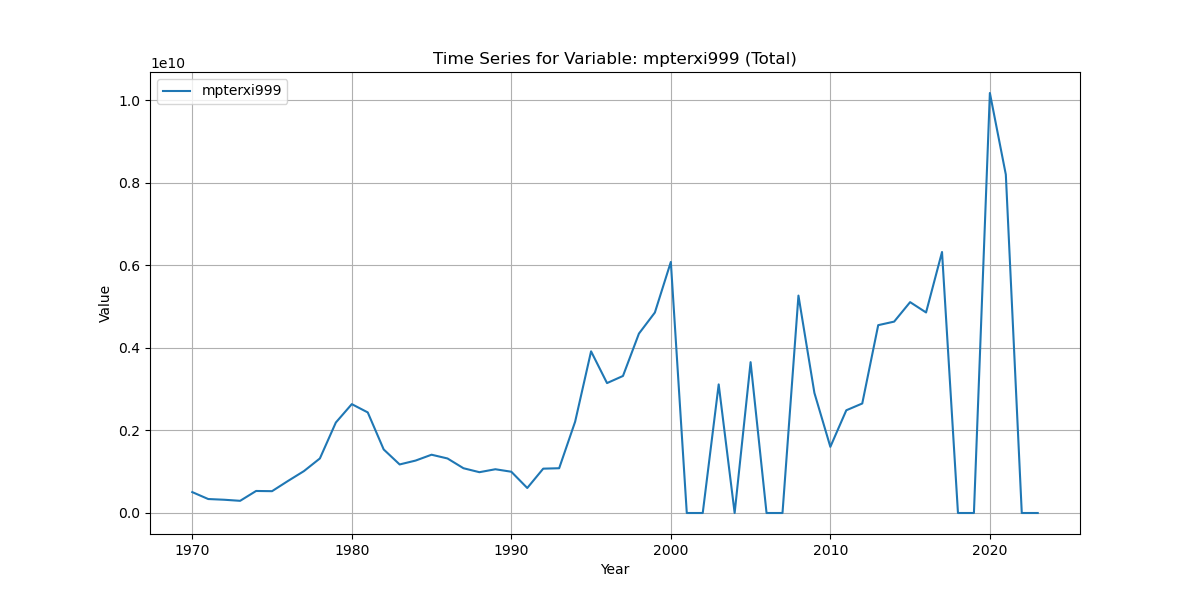 Time Series for Variable: mpterxi999 (Total)
1e10
mpterxi999
1.0
0.8
0.6
0.4
0.2
0.0
Value
1970 1980 1990 2000 2010 2020
Year